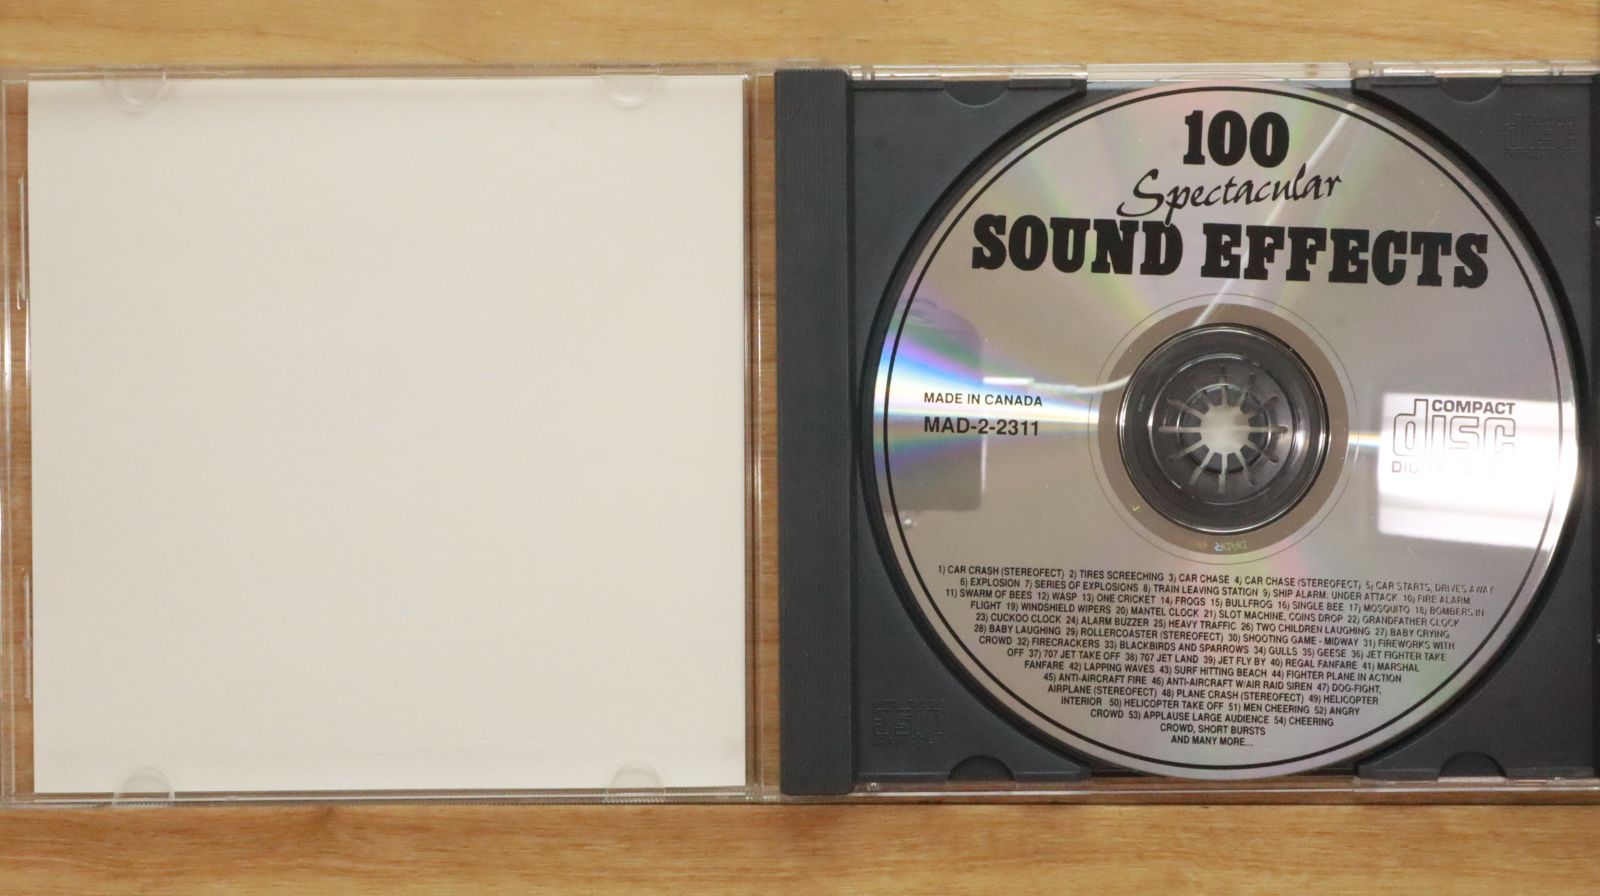 100
Spectacular
SOUND EFFECTS
MADE IN CANADA
MAD-2-2311
COMPACT
disc
1) CAR CRASH (STEREOFECT) 2) TIRES SCREECHING 3) CAR CHASE 4) CAR CHASE (STEREOFECT) 5) CAR STARTS, DRIVES AWAY
6) EXPLOSION 7) SERIES OF EXPLOSIONS 8) TRAIN LEAVING STATION 9) SHIP ALARM: UNDER ATTACK 10) FIRE ALARM
11) SWARM OF BEES 12) WASP 13) ONE CRICKET 14) FROGS 15) BULLFROG 16) SINGLE BEE 17) MOSQUITO 18) BOMBERS IN
FLIGHT 19) WINDSHIELD WIPERS 20) MANTEL CLOCK 21) SLOT MACHINE, COINS DROP 22) GRANDFATHER CLOCK
23) CUCKOO CLOCK 24) ALARM BUZZER 25) HEAVY TRAFFIC 26) TWO CHILDREN LAUGHING 27) BABY CRYING
28) BABY LAUGHING 29) ROLLERCOASTER (STEREOFECT) 30) SHOOTING GAME - MIDWAY 31) FIREWORKS WITH
CROWD 32) FIRECRACKERS 33) BLACKBIRDS AND SPARROWS 34) GULLS 35) GEESE 36) JET FIGHTER TAKE
OFF 37) 707 JET TAKE OFF 38) 707 JET LAND 39) JET FLY BY 40) REGAL FANFARE 41) MARSHAL
FANFARE 42) LAPPING WAVES 43) SURF HITTING BEACH 44) FIGHTER PLANE IN ACTION
45) ANTI-AIRCRAFT FIRE 46) ANTI-AIRCRAFT W/AIR RAID SIREN 47) DOG-FIGHT,
AIRPLANE (STEREOFECT) 48) PLANE CRASH (STEREOFECT) 49) HELICOPTER
INTERIOR 50) HELICOPTER TAKE OFF 51) MEN CHEERING 52) ANGRY
CROWD 53) APPLAUSE LARGE AUDIENCE 54) CHEERING
CROWD, SHORT BURSTS
AND MANY MORE...